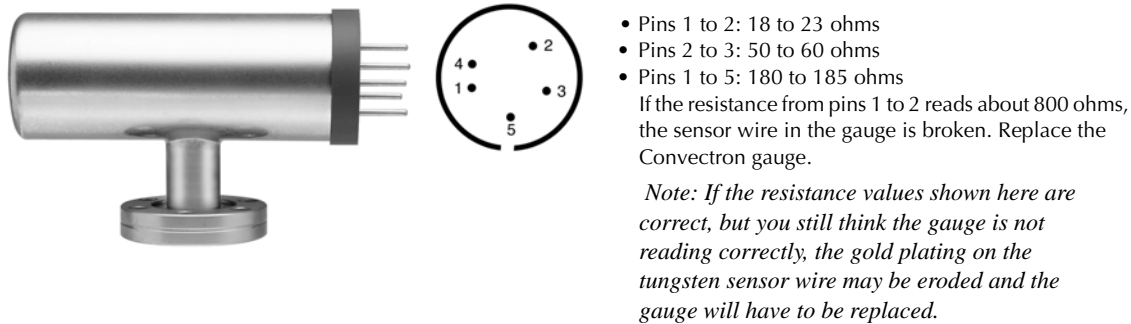 2
4
1
3
5
• Pins 1 to 2: 18 to 23 ohms
• Pins 2 to 3: 50 to 60 ohms
• Pins 1 to 5: 180 to 185 ohms
If the resistance from pins 1 to 2 reads about 800 ohms,
the sensor wire in the gauge is broken. Replace the
Convectron gauge.
Note: If the resistance values shown here are
correct, but you still think the gauge is not
reading correctly, the gold plating on the
tungsten sensor wire may be eroded and the
gauge will have to be replaced.